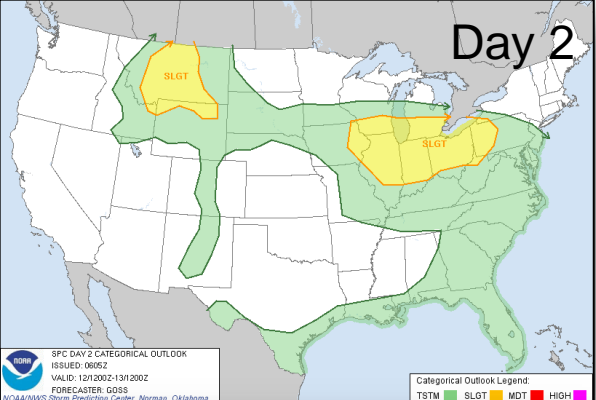 Day 2
SLGT
SLGT
SPC DAY 2 CATEGORICAL OUTLOOK
ISSUED: 0605Z
VALID: 12/1200Z-13/1200Z
FORECASTER: GOSS
NOAA/NWS Storm Prediction Center, Norman, Oklahoma
NOAA
Categorical Outlook Legend:
TSTM SLGT MDT HIGH